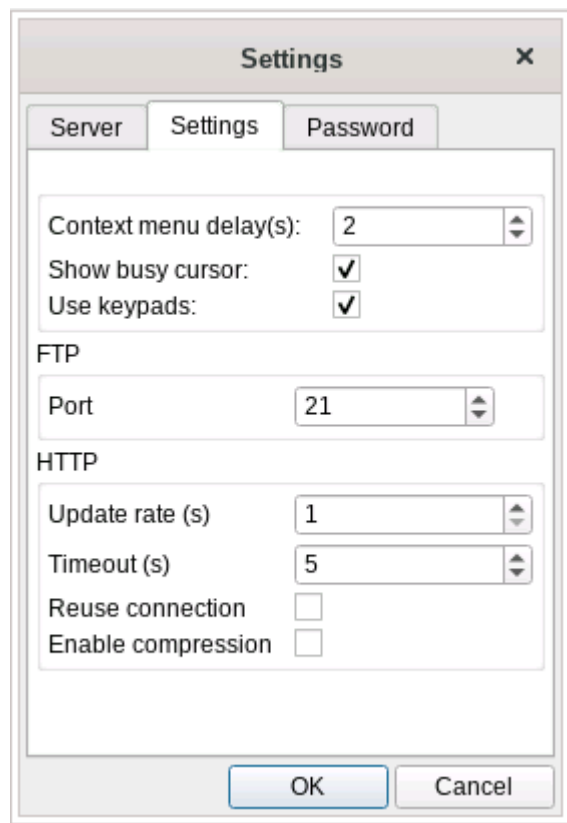 Settings
Server Settings Password
Context menu delay(s): 2
Show busy cursor:
Use keypads:
FTP
Port 21
HTTP
Update rate (s) 1
Timeout (s) 5
Reuse connection
Enable compression
OK Cancel